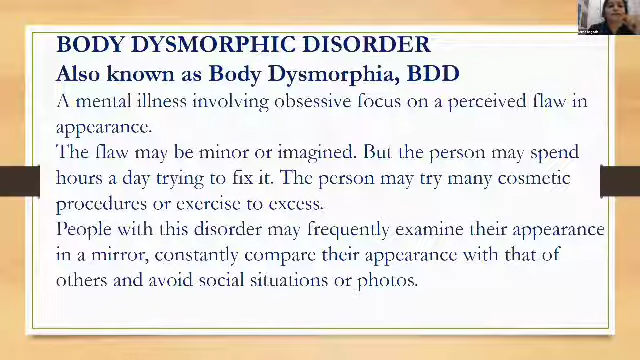 BODY DYSMORPHIC DISORDER
Also known as Body Dysmorphia, BDD
A mental illness involving obsessive focus on a perceived flaw in
appearance.
The flaw may be minor or imagined. But the person may spend
hours a day trying to fix it. The person may try many cosmetic
procedures or exercise to excess.
People with this disorder may frequently examine their appearance
in a mirror, constantly compare their appearance with that of
others and avoid social situations or photos.